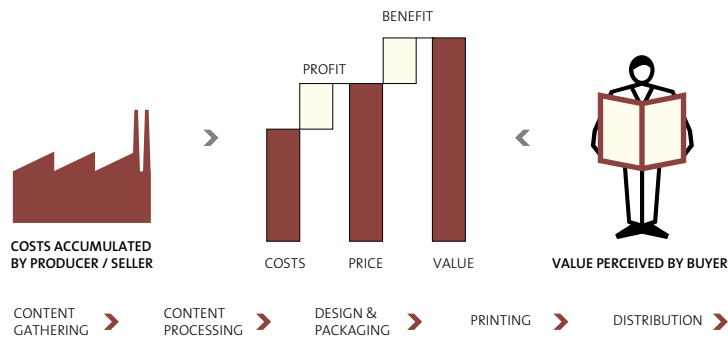 BENEFIT
PROFIT
COSTS ACCUMULATED
BY PRODUCER / SELLER
COSTS
PRICE
VALUE
VALUE PERCEIVED BY BUYER
CONTENT
GATHERING
CONTENT
PROCESSING
DESIGN &
PACKAGING
PRINTING
DISTRIBUTION